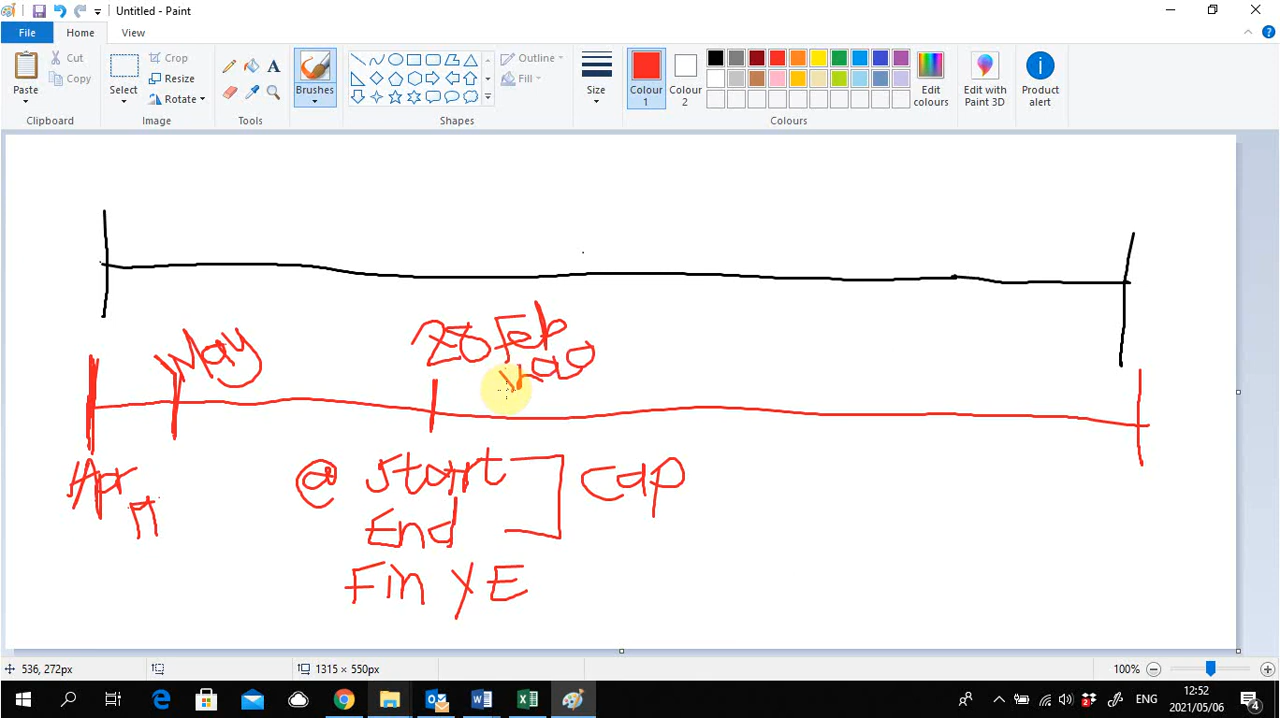 Untitled - Paint
File Home View
Paste
Cut
Copy
Clipboard
Select
Crop
Resize
Rotate
Image
Tools
Brushes
Outline
Fill
Shapes
Size
Colour 1
Colour 2
Edit colours
Colours
Edit with Paint 3D
Product alert
28 Feb
May
Apr
@ Start
End
Cap
Fin YE
536, 272px
1315 × 550px
100%
ENG
12:52
2021/05/06
4